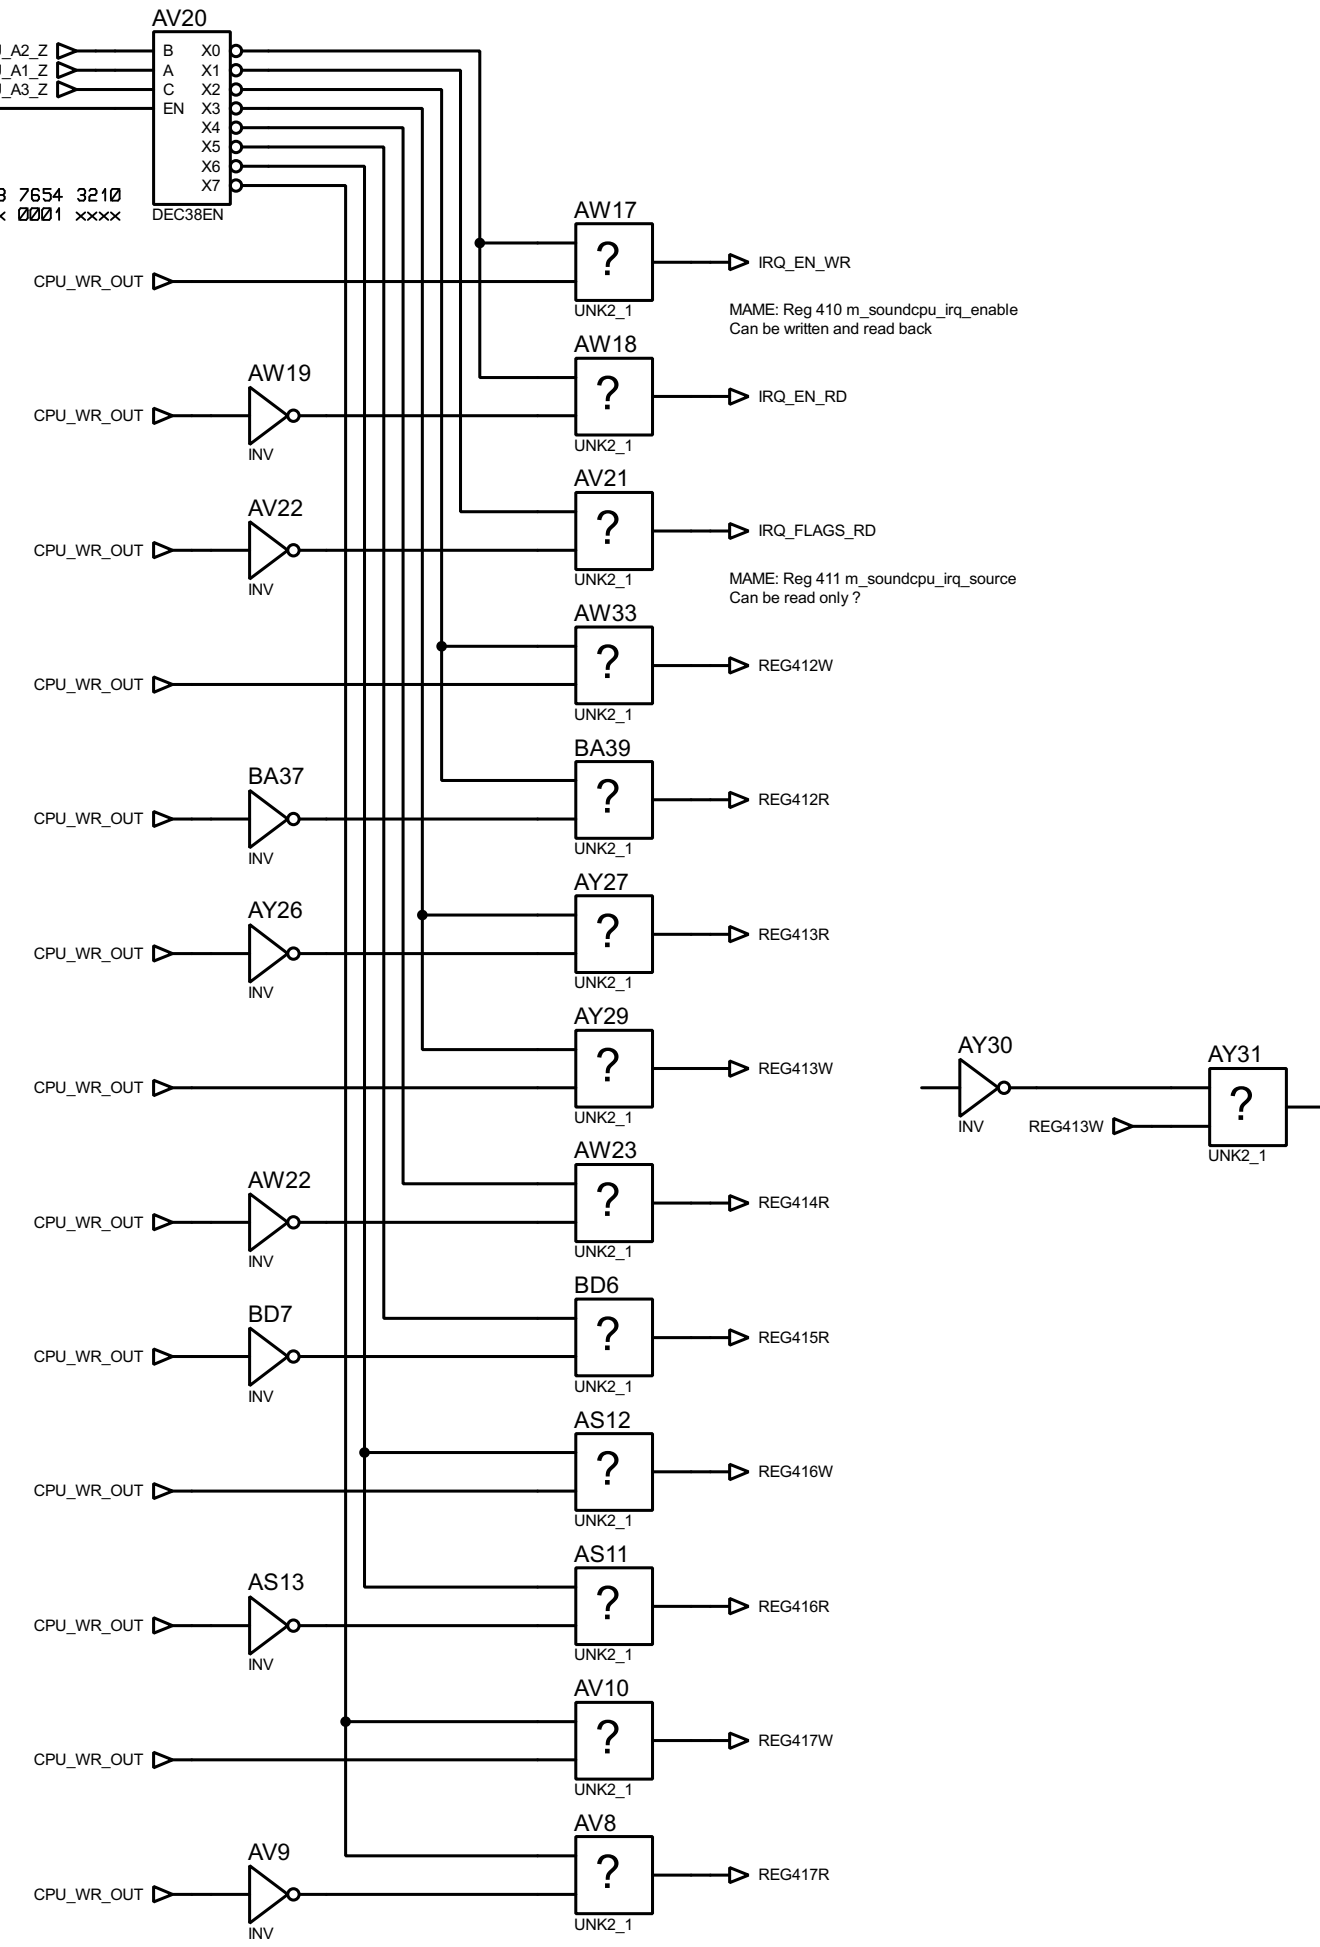 AV20
_A2_Z B X0
_A1_Z A X1
_A3_Z C X2
EN X3
X4
X5
X6
X7
7654 3210
0001 xxxx
DEC38EN
AW17
?
CPU_WR_OUT
IRQ_EN_WR
UNK2_1
MAME: Reg 410 m_soundcpu_irq_enable
Can be written and read back
AW18
AW19
?
CPU_WR_OUT
IRQ_EN_RD
INV
UNK2_1
AV21
AV22
?
CPU_WR_OUT
IRQ_FLAGS_RD
INV
UNK2_1
MAME: Reg 411 m_soundcpu_irq_source
Can be read only ?
AW33
?
CPU_WR_OUT
REG412W
UNK2_1
BA39
BA37
?
CPU_WR_OUT
REG412R
INV
UNK2_1
AY27
AY26
?
CPU_WR_OUT
REG413R
INV
UNK2_1
AY29
?
CPU_WR_OUT
REG413W
UNK2_1
AY30
AY31
?
INV
REG413W
UNK2_1
AW23
AW22
?
CPU_WR_OUT
REG414R
INV
UNK2_1
BD6
BD7
?
CPU_WR_OUT
REG415R
INV
UNK2_1
AS12
?
CPU_WR_OUT
REG416W
UNK2_1
AS11
AS13
?
CPU_WR_OUT
REG416R
INV
UNK2_1
AV10
?
CPU_WR_OUT
REG417W
UNK2_1
AV8
AV9
?
CPU_WR_OUT
REG417R
INV
UNK2_1